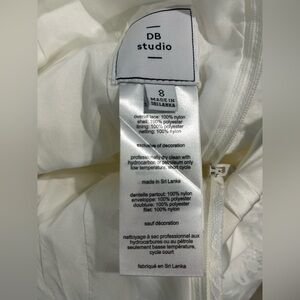 DB
studio
8
MADE IN
SRI LANKA
overall lace: 100% nylon
shell: 100% polyester
lining: 100% polyester
netting: 100% nylon
exclusive of decoration
professionally dry clean with
hydrocarbon or petroleum only
low temperature, short cycle
made in Sri Lanka
dentelle partout: 100% nylon
enveloppe: 100% polyester
doublure: 100% polyester
filet: 100% nylon
sauf décoration
nettoyage à sec professionnel aux
hydrocarbures ou au pétrole
seulement basse température,
cycle court
fabriqué en Sri Lanka